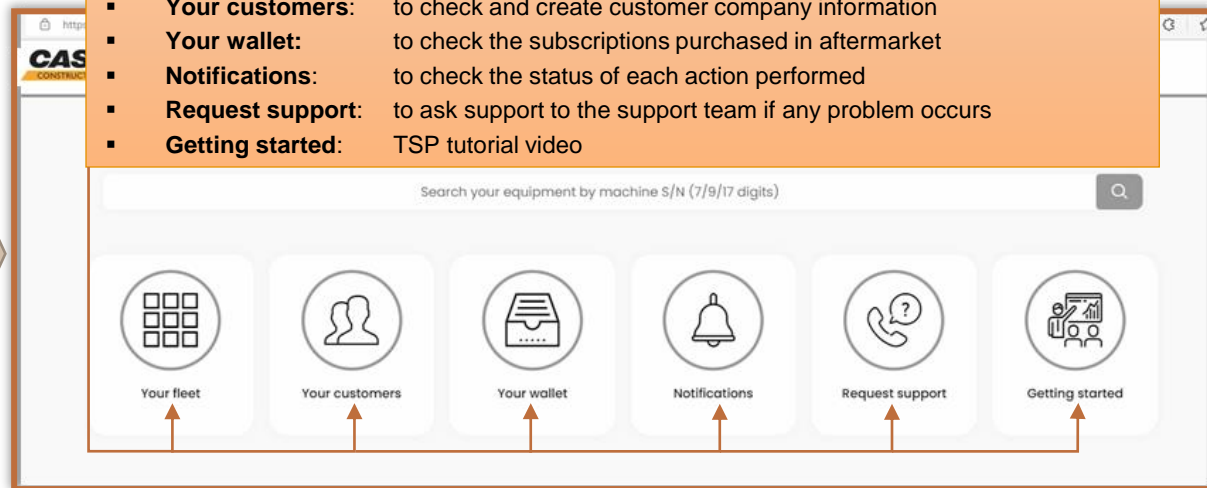 ▪ Your customers: to check and create customer company information
▪ Your wallet: to check the subscriptions purchased in aftermarket
▪ Notifications: to check the status of each action performed
▪ Request support: to ask support to the support team if any problem occurs
▪ Getting started: TSP tutorial video
http
CAS
CONSTRUCT
Search your equipment by machine S/N (7/9/17 digits)
Your fleet
Your customers
Your wallet
Notifications
Request support
Getting started